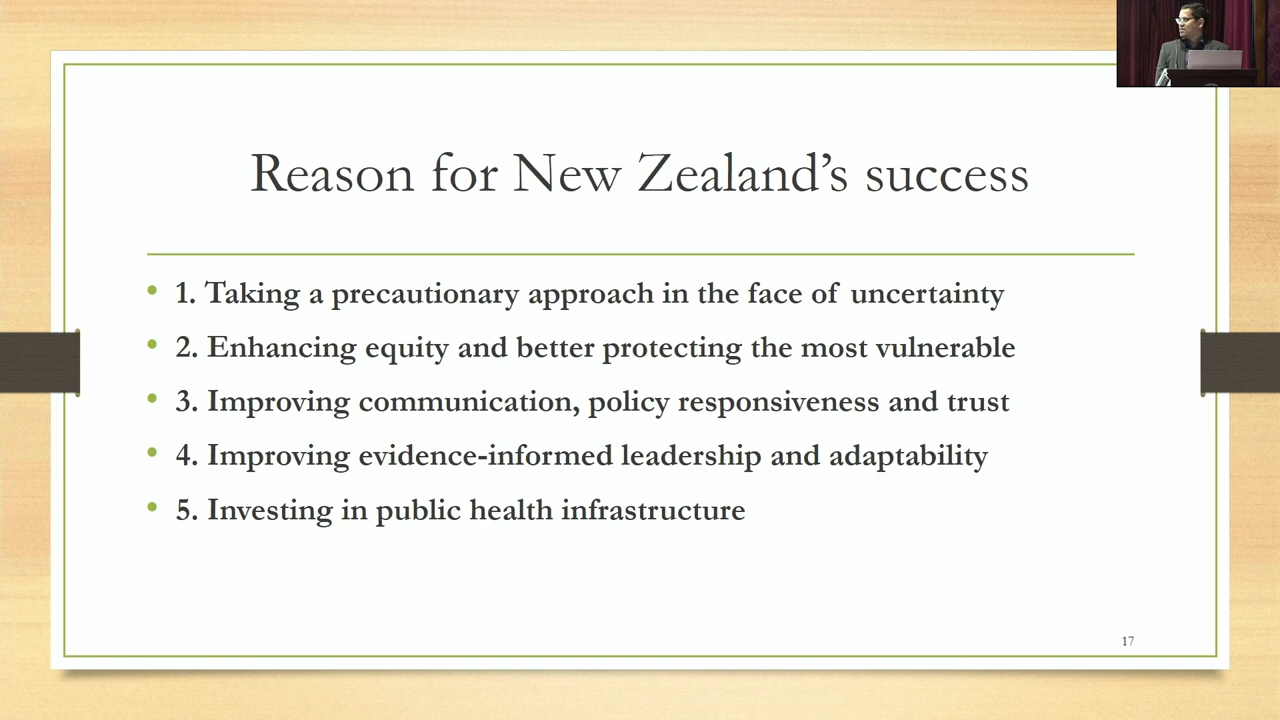 Reason for New Zealand’s success
• 1. Taking a precautionary approach in the face of uncertainty
• 2. Enhancing equity and better protecting the most vulnerable
• 3. Improving communication, policy responsiveness and trust
• 4. Improving evidence-informed leadership and adaptability
• 5. Investing in public health infrastructure
17